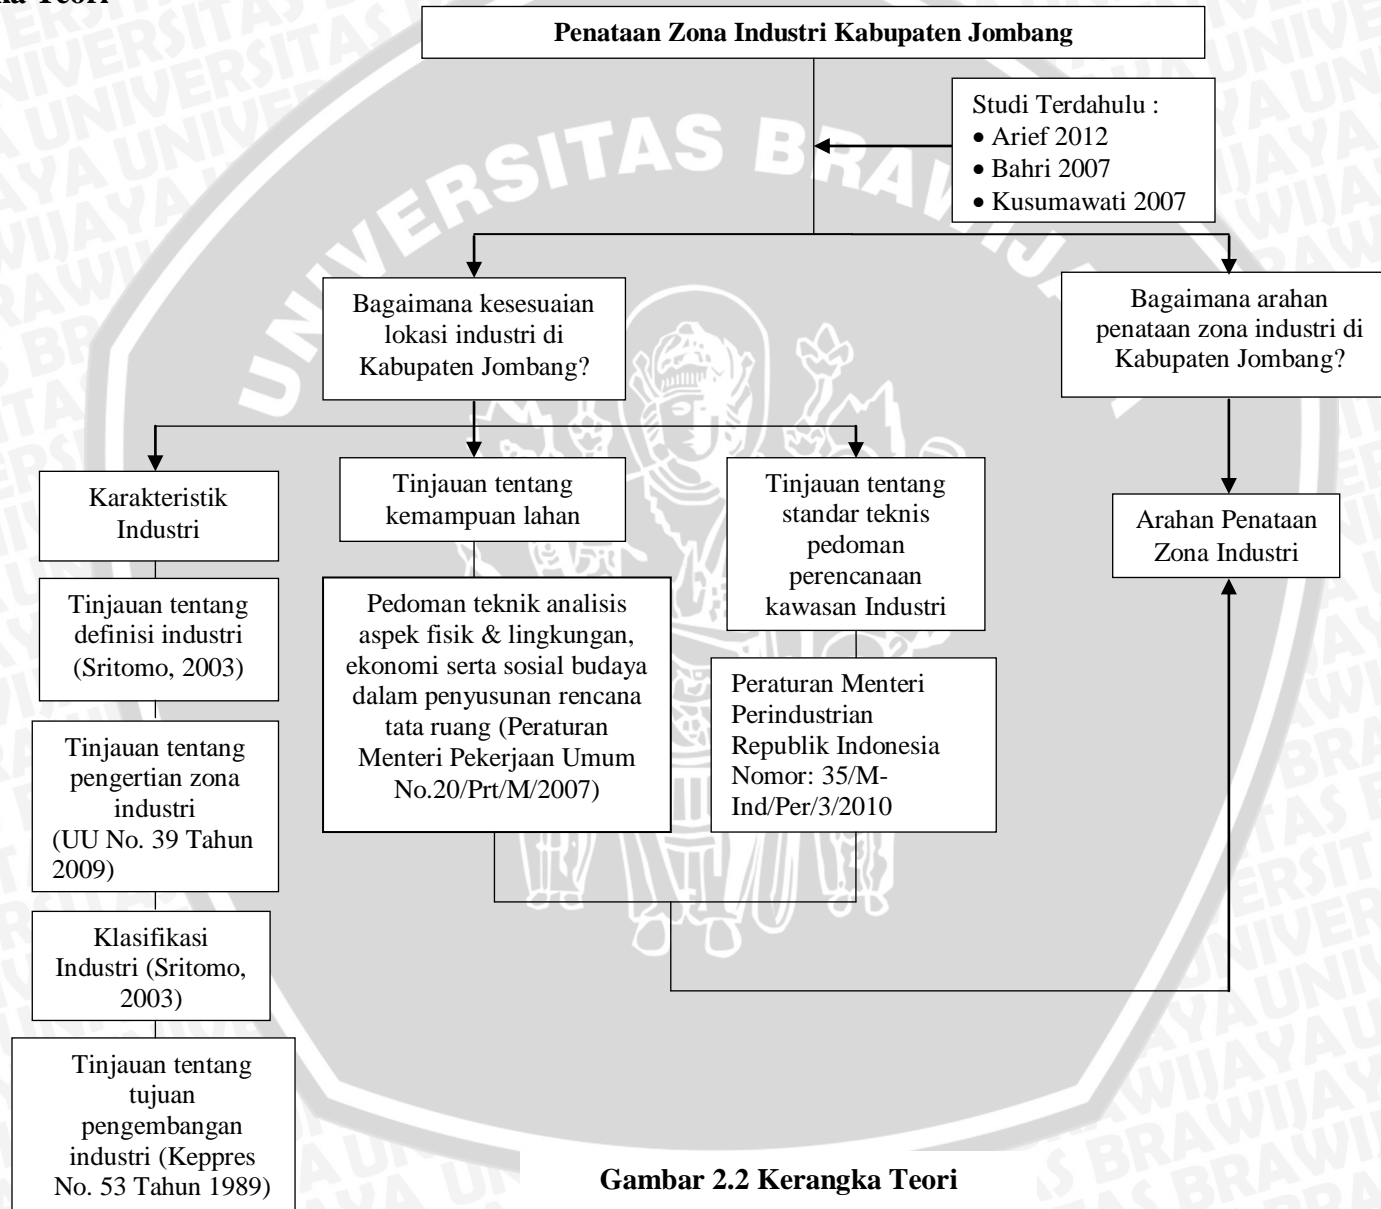 Penataan Zona Industri Kabupaten Jombang
Studi Terdahulu :
• Arief 2012
• Bahri 2007
• Kusumawati 2007
UNIVERSITAS BRAWIJAYA
Bagaimana kesesuaian
lokasi industri di
Kabupaten Jombang?
Bagaimana arahan
penataan zona industri di
Kabupaten Jombang?
Karakteristik
Industri
Tinjauan tentang
definisi industri
(Sritomo, 2003)
Tinjauan tentang
pengertian zona
industri
(UU No. 39 Tahun
2009)
Klasifikasi
Industri (Sritomo,
2003)
Tinjauan tentang
tujuan
pengembangan
industri (Keppres
No. 53 Tahun 1989)
Tinjauan tentang
kemampuan lahan
Pedoman teknik analisis
aspek fisik & lingkungan,
ekonomi serta sosial budaya
dalam penyusunan rencana
tata ruang (Peraturan
Menteri Pekerjaan Umum
No.20/Prt/M/2007)
Tinjauan tentang
standar teknis
pedoman
perencanaan
kawasan Industri
Peraturan Menteri
Perindustrian
Republik Indonesia
Nomor: 35/M-
Ind/Per/3/2010
Arahan Penataan
Zona Industri
Gambar 2.2 Kerangka Teori